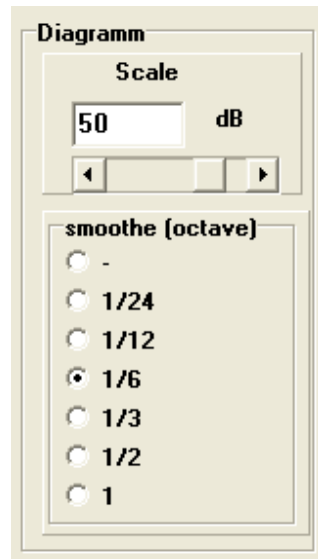 Diagramm
Scale
50 dB
smoothe (octave)
-
1/24
1/12
1/6
1/3
1/2
1